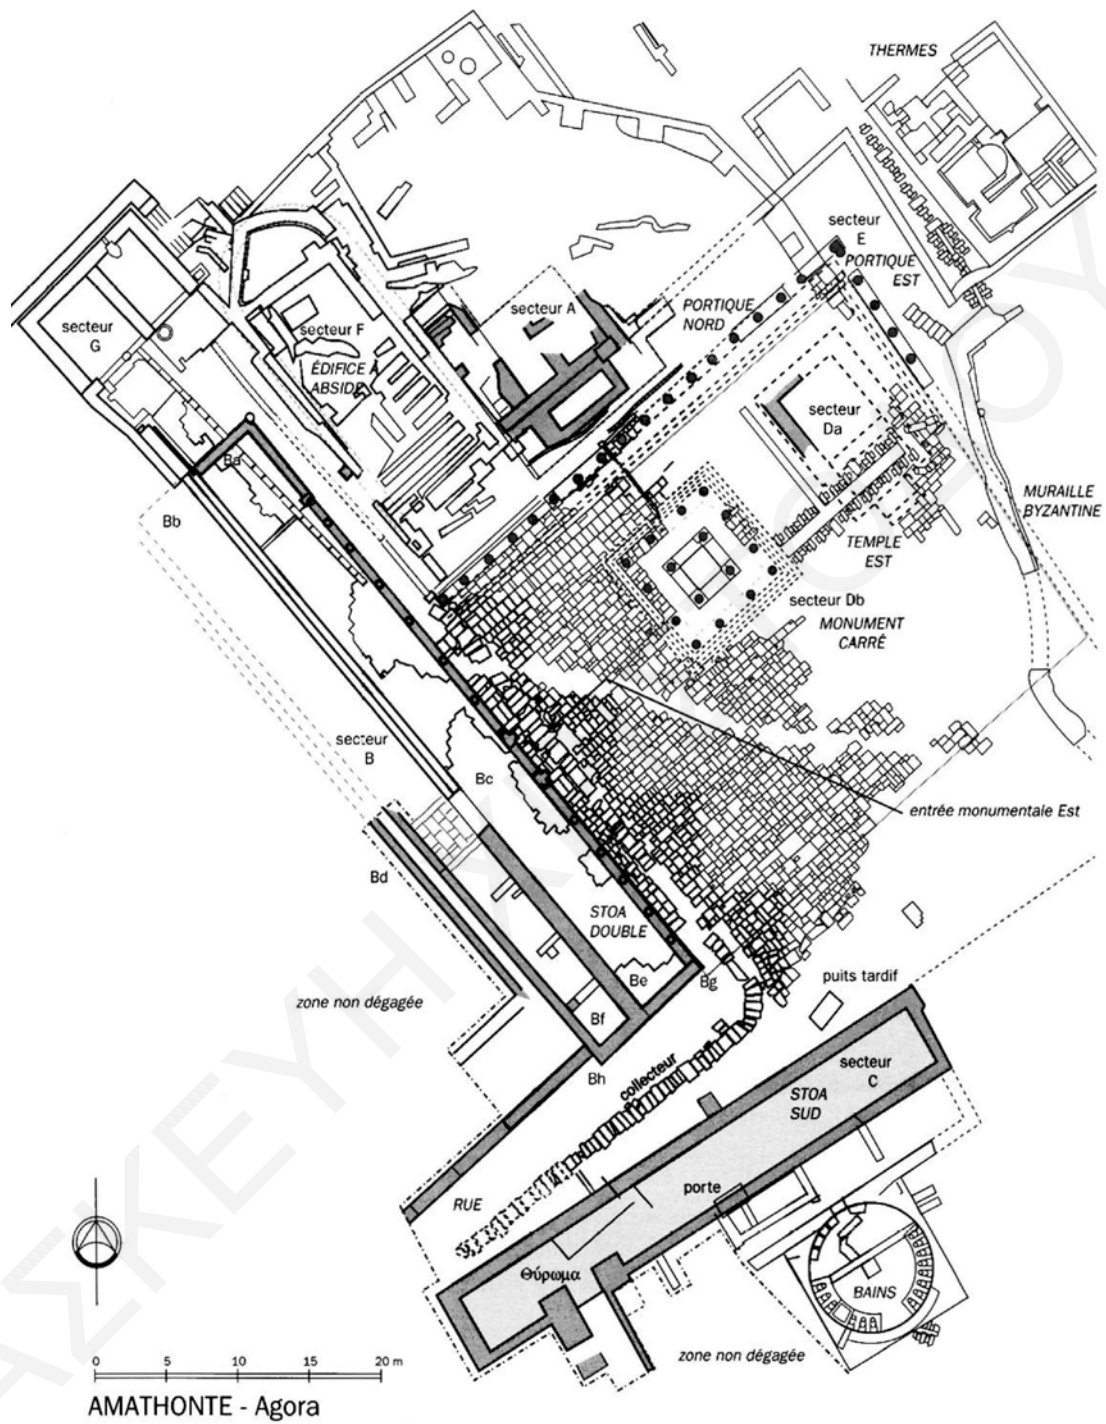 THERMES
secteur
E
PORTIQUE
EST
PORTIQUE
NORD
secteur A
secteur
G
secteur F
ÉDIFICE À
ABSIDE
secteur
Da
Ba
Bb
MURAILLE
BYZANTINE
TEMPLE
EST
secteur Db
MONUMENT
CARRÉ
secteur
B
Bc
entrée monumentale Est
Bd
STOA
DOUBLE
Be
Bg
puits tardif
zone non dégagée
Bf
Bh
collecteur
secteur
C
STOA
SUD
porte
RUE
Θύρωμα
BAINS
zone non dégagée
0 5 10 15 20 m
AMATHONTE - Agora